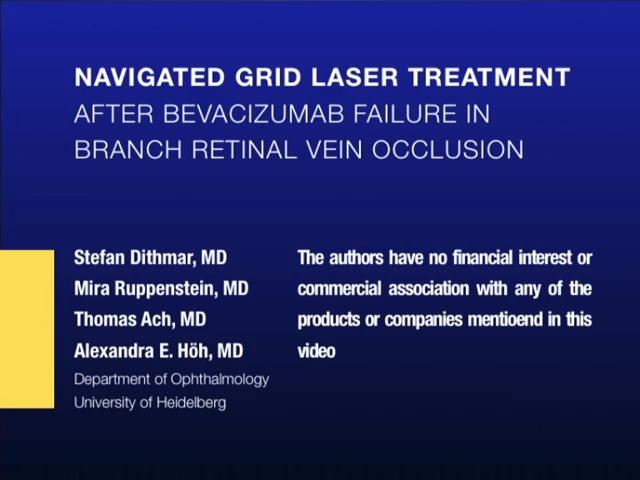 NAVIGATED GRID LASER TREATMENT
AFTER BEVACIZUMAB FAILURE IN
BRANCH RETINAL VEIN OCCLUSION
Stefan Dithmar, MD
Mira Ruppenstein, MD
Thomas Ach, MD
Alexandra E. Höh, MD
Department of Ophthalmology
University of Heidelberg
The authors have no financial interest or
commercial association with any of the
products or companies mentioend in this
video